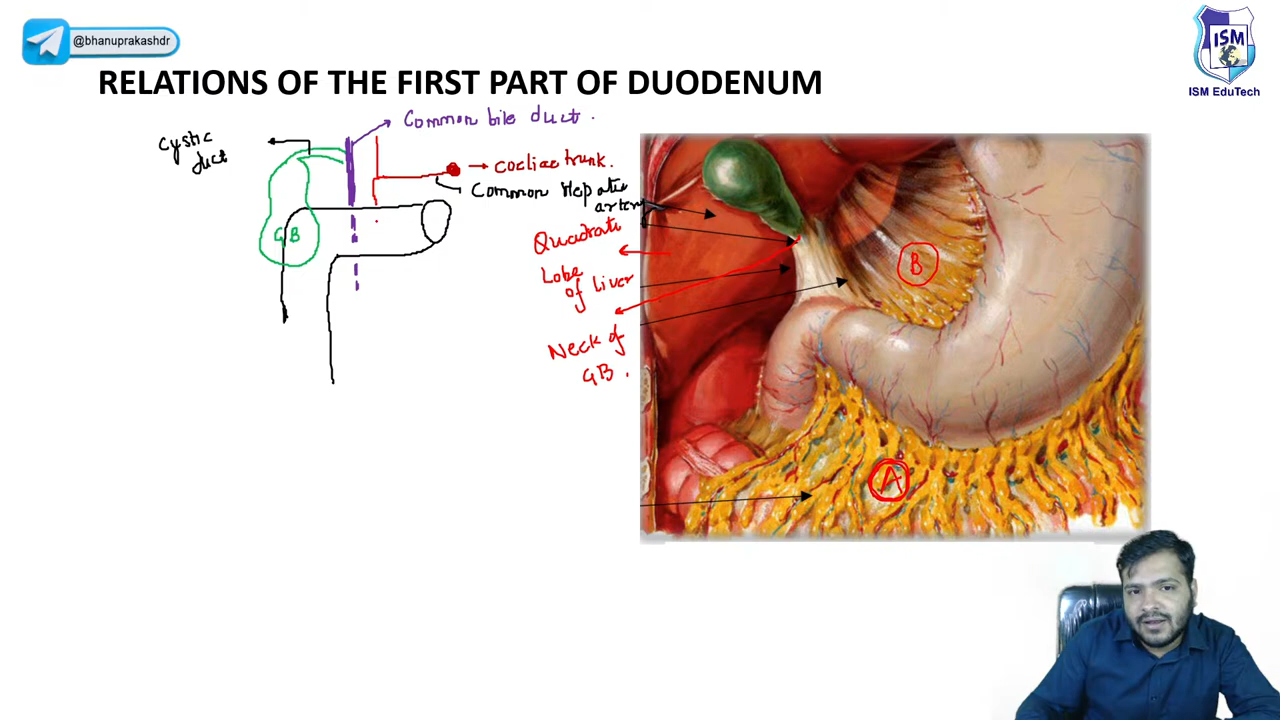 @bhanuprakashdr
ISM
ISM EduTech
RELATIONS OF THE FIRST PART OF DUODENUM
Common bile duct.
cystic
duct
coeliac trunk.
Common Hepatic
artery
GB
Quadrate
Lobe
of liver
Neck of
GB.
B
A